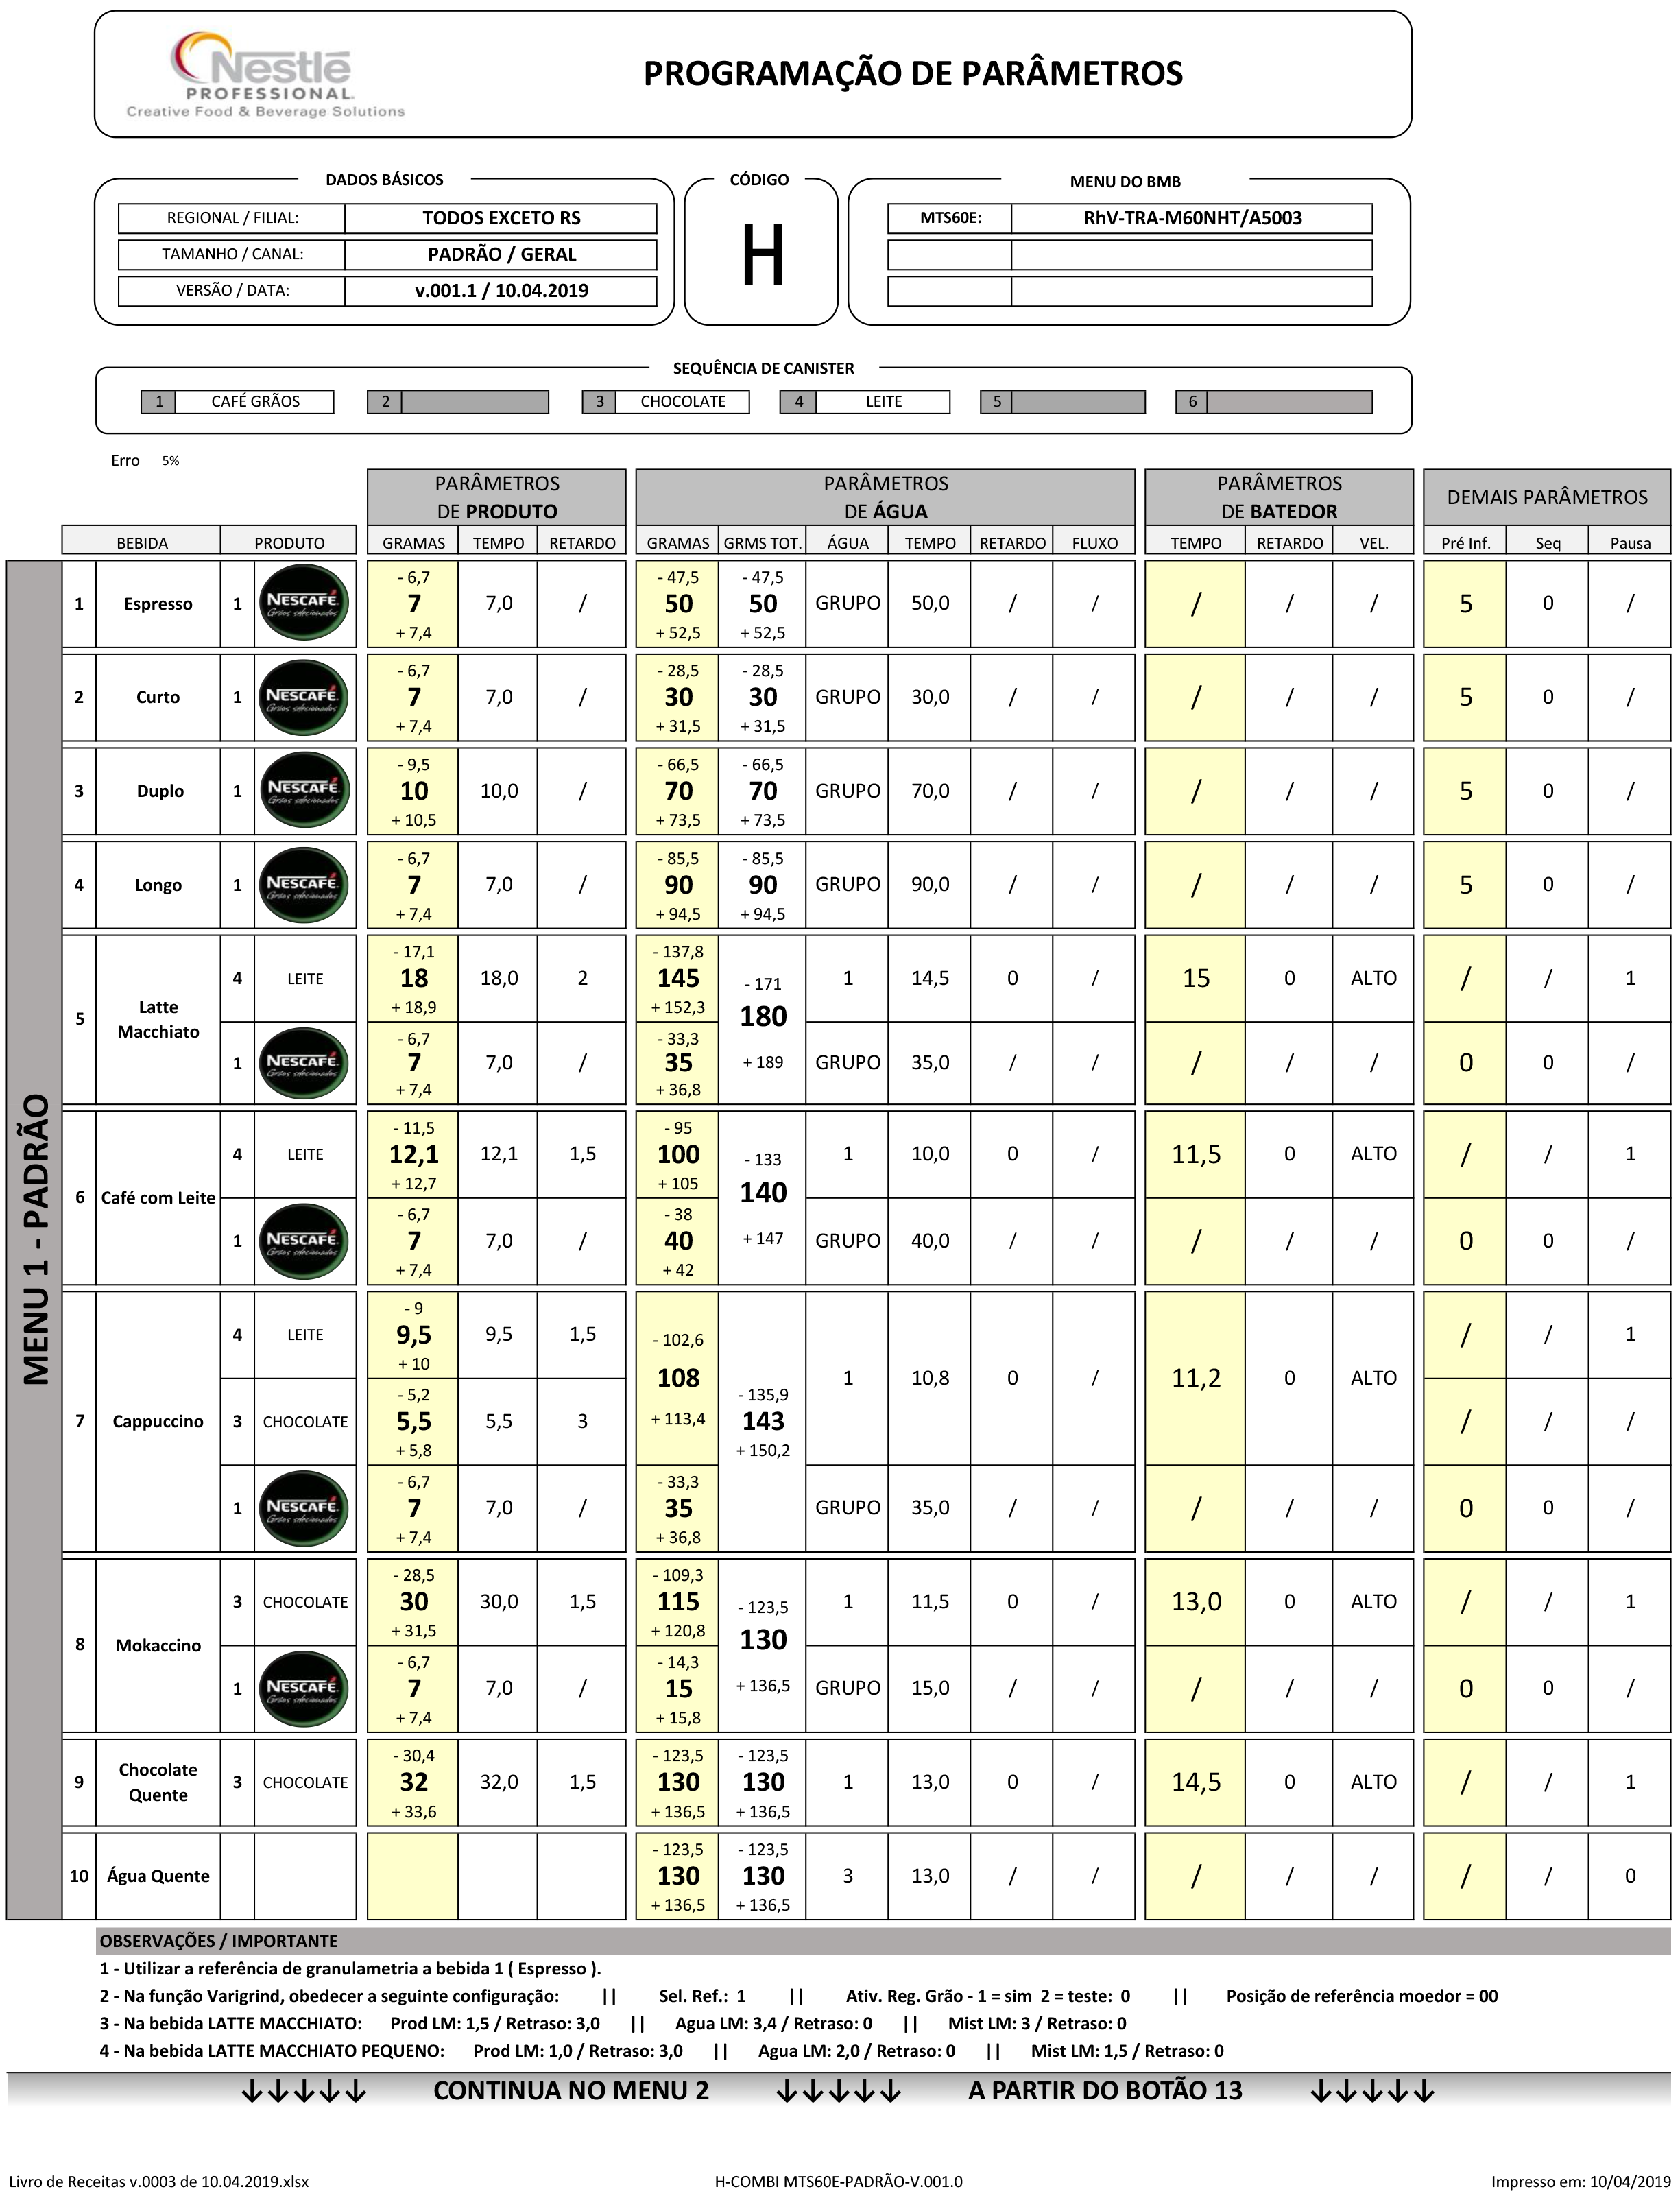 Nestlé
PROFESSIONAL.
Creative Food & Beverage Solutions
PROGRAMAÇÃO DE PARÂMETROS
DADOS BÁSICOS
REGIONAL / FILIAL: TODOS EXCETO RS
TAMANHO / CANAL: PADRÃO / GERAL
VERSÃO / DATA: v.001.1 / 10.04.2019
CÓDIGO
H
MENU DO BMB
MTS60E: RhV-TRA-M60NHT/A5003
SEQUÊNCIA DE CANISTER
1 CAFÉ GRÃOS 2 3 CHOCOLATE 4 LEITE 5 6
Erro 5%
PARÂMETROS PARÂMETROS PARÂMETROS DEMAIS PARÂMETROS
DE PRODUTO DE ÁGUA DE BATEDOR
BEBIDA PRODUTO GRAMAS TEMPO RETARDO GRAMAS GRMS TOT. ÁGUA TEMPO RETARDO FLUXO TEMPO RETARDO VEL. Pré Inf. Seq Pausa
MENU 1 - PADRÃO
- 6,7 - 47,5 - 47,5
1 Espresso 1 NESCAFÉ Grãos selecionados 7 7,0 / 50 50 GRUPO 50,0 / / / / / 5 0 /
+ 7,4 + 52,5 + 52,5
- 6,7 - 28,5 - 28,5
2 Curto 1 NESCAFÉ Grãos selecionados 7 7,0 / 30 30 GRUPO 30,0 / / / / / 5 0 /
+ 7,4 + 31,5 + 31,5
- 9,5 - 66,5 - 66,5
3 Duplo 1 NESCAFÉ Grãos selecionados 10 10,0 / 70 70 GRUPO 70,0 / / / / / 5 0 /
+ 10,5 + 73,5 + 73,5
- 6,7 - 85,5 - 85,5
4 Longo 1 NESCAFÉ Grãos selecionados 7 7,0 / 90 90 GRUPO 90,0 / / / / / 5 0 /
+ 7,4 + 94,5 + 94,5
5 Latte Macchiato
- 17,1 - 137,8
4 LEITE 18 18,0 2 145 1 14,5 0 / 15 0 ALTO / / 1
+ 18,9 + 152,3
- 171
180
+ 189
- 6,7 - 33,3
1 NESCAFÉ Grãos selecionados 7 7,0 / 35 GRUPO 35,0 / / / / / 0 0 /
+ 7,4 + 36,8
6 Café com Leite
- 11,5 - 95
4 LEITE 12,1 12,1 1,5 100 1 10,0 0 / 11,5 0 ALTO / / 1
+ 12,7 + 105
- 133
140
+ 147
- 6,7 - 38
1 NESCAFÉ Grãos selecionados 7 7,0 / 40 GRUPO 40,0 / / / / / 0 0 /
+ 7,4 + 42
7 Cappuccino
- 9
4 LEITE 9,5 9,5 1,5 / / 1
+ 10
- 102,6
108 1 10,8 0 / 11,2 0 ALTO
+ 113,4
- 5,2 - 135,9
3 CHOCOLATE 5,5 5,5 3 143 / / /
+ 5,8 + 150,2
- 6,7 - 33,3
1 NESCAFÉ Grãos selecionados 7 7,0 / 35 GRUPO 35,0 / / / / / 0 0 /
+ 7,4 + 36,8
8 Mokaccino
- 28,5 - 109,3
3 CHOCOLATE 30 30,0 1,5 115 1 11,5 0 / 13,0 0 ALTO / / 1
+ 31,5 + 120,8
- 123,5
130
+ 136,5
- 6,7 - 14,3
1 NESCAFÉ Grãos selecionados 7 7,0 / 15 GRUPO 15,0 / / / / / 0 0 /
+ 7,4 + 15,8
- 30,4 - 123,5 - 123,5
9 Chocolate Quente 3 CHOCOLATE 32 32,0 1,5 130 130 1 13,0 0 / 14,5 0 ALTO / / 1
+ 33,6 + 136,5 + 136,5
- 123,5 - 123,5
10 Água Quente 130 130 3 13,0 / / / / / / / 0
+ 136,5 + 136,5
OBSERVAÇÕES / IMPORTANTE
1 - Utilizar a referência de granulametria a bebida 1 ( Espresso ).
2 - Na função Varigrind, obedecer a seguinte configuração: || Sel. Ref.: 1 || Ativ. Reg. Grão - 1 = sim 2 = teste: 0 || Posição de referência moedor = 00
3 - Na bebida LATTE MACCHIATO: Prod LM: 1,5 / Retraso: 3,0 || Agua LM: 3,4 / Retraso: 0 || Mist LM: 3 / Retraso: 0
4 - Na bebida LATTE MACCHIATO PEQUENO: Prod LM: 1,0 / Retraso: 3,0 || Agua LM: 2,0 / Retraso: 0 || Mist LM: 1,5 / Retraso: 0
↓↓↓↓↓ CONTINUA NO MENU 2 ↓↓↓↓↓ A PARTIR DO BOTÃO 13 ↓↓↓↓↓
Livro de Receitas v.0003 de 10.04.2019.xlsx H-COMBI MTS60E-PADRÃO-V.001.0 Impresso em: 10/04/2019